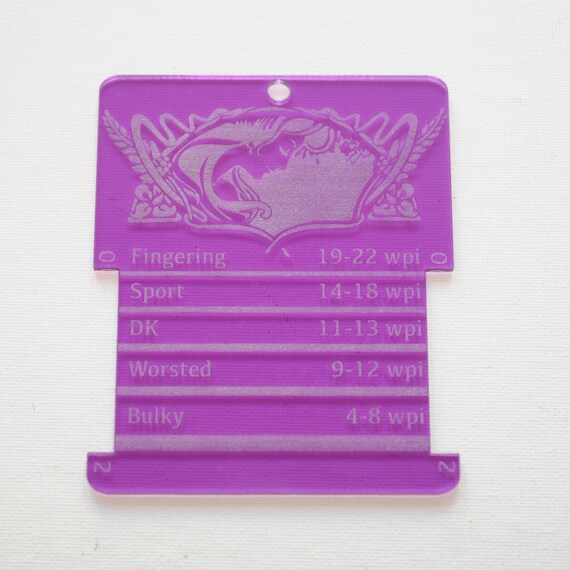 0 Fingering 19-22 wpi 0
Sport 14-18 wpi
DK 11-13 wpi
Worsted 9-12 wpi
Bulky 4-8 wpi
2 2